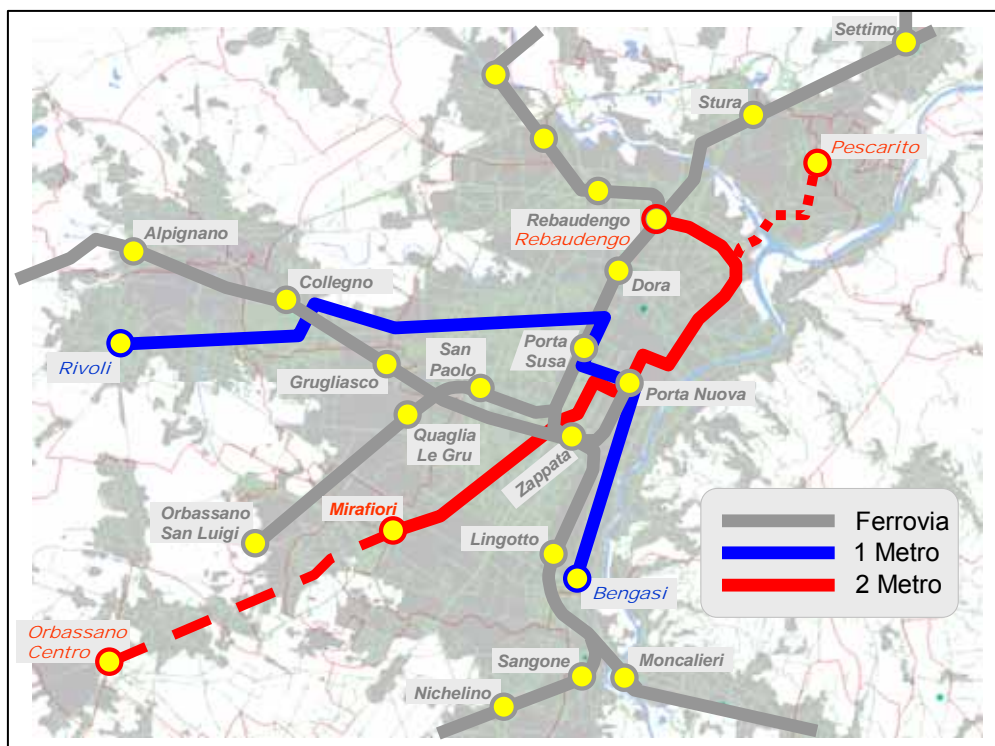 Settimo
Stura
Pescarito
Rebaudengo
Rebaudengo
Alpignano
Collegno
Dora
Rivoli
Grugliasco
San
Paolo
Porta
Susa
Porta Nuova
Quaglia
Le Gru
Zappata
Orbassano
San Luigi
Mirafiori
Lingotto
Bengasi
Orbassano
Centro
Sangone
Moncalieri
Nichelino
Ferrovia
1 Metro
2 Metro